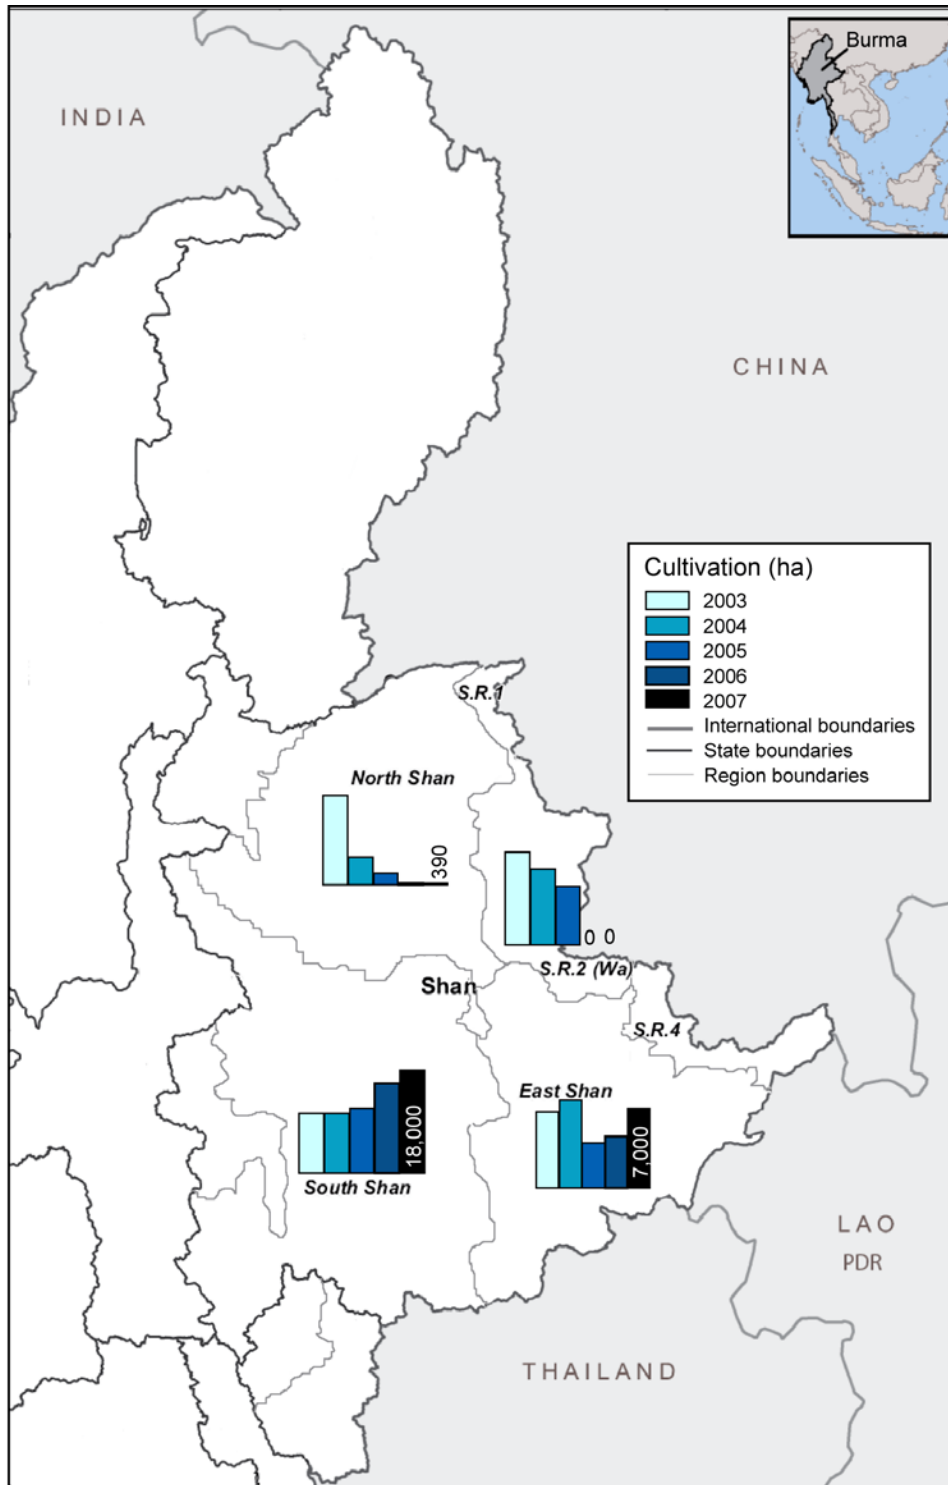 Burma
INDIA
CHINA
Cultivation (ha)
2003
2004
2005
2006
2007
International boundaries
State boundaries
Region boundaries
S.R.1
North Shan
390
0 0
S.R.2 (Wa)
Shan
S.R.4
East Shan
18,000
7,000
South Shan
LAO
PDR
THAILAND